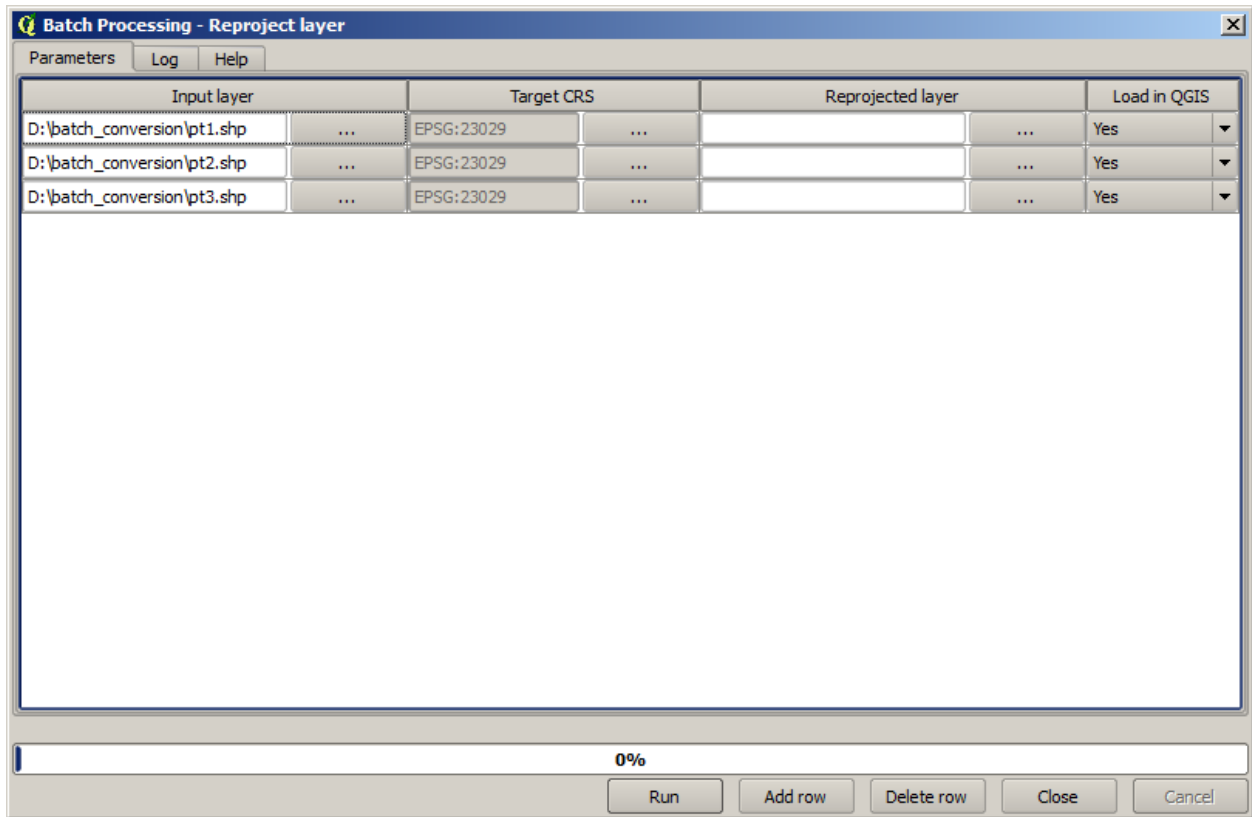 Batch Processing - Reproject layer
Parameters Log Help
Input layer Target CRS Reprojected layer Load in QGIS
D:\batch_conversion\pt1.shp ... EPSG:23029 ... ... Yes
D:\batch_conversion\pt2.shp ... EPSG:23029 ... ... Yes
D:\batch_conversion\pt3.shp ... EPSG:23029 ... ... Yes
0%
Run Add row Delete row Close Cancel